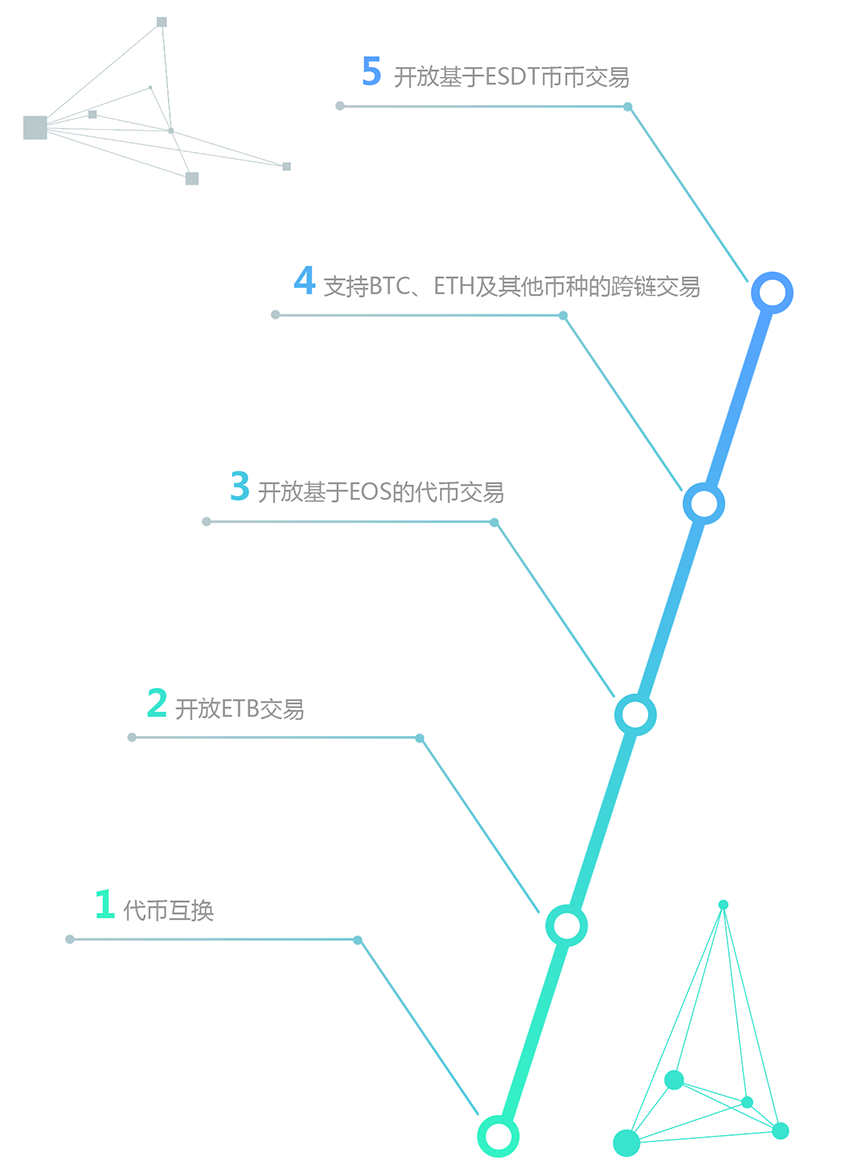 5 开放基于ESDT币币交易
4 支持BTC、ETH及其他币种的跨链交易
3 开放基于EOS的代币交易
2 开放ETB交易
1 代币互换